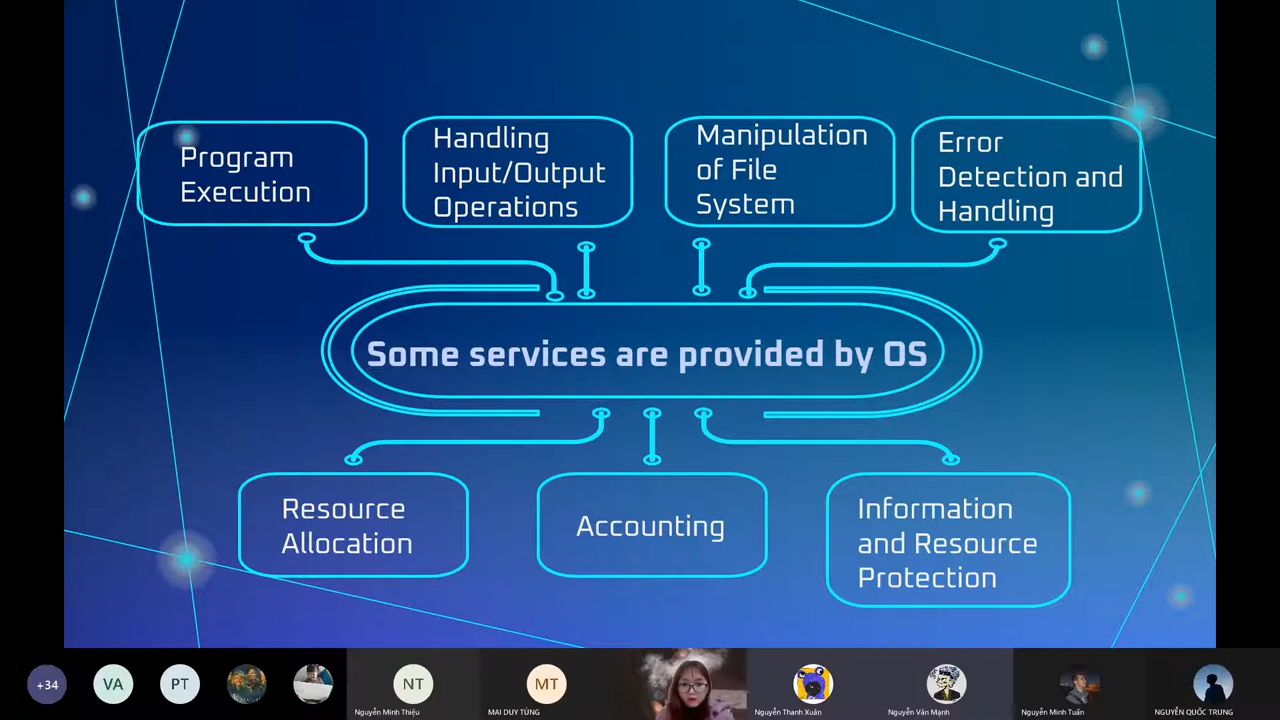 Program
Execution
Handling
Input/Output
Operations
Manipulation
of File
System
Error
Detection and
Handling
Some services are provided by OS
Resource
Allocation
Accounting
Information
and Resource
Protection
+34
VA
PT
NT
Nguyễn Minh Thiệu
MT
MAI DUY TÙNG
Nguyễn Thanh Xuân
Nguyễn Văn Mạnh
Nguyễn Minh Tuấn
NGUYỄN QUỐC TRUNG